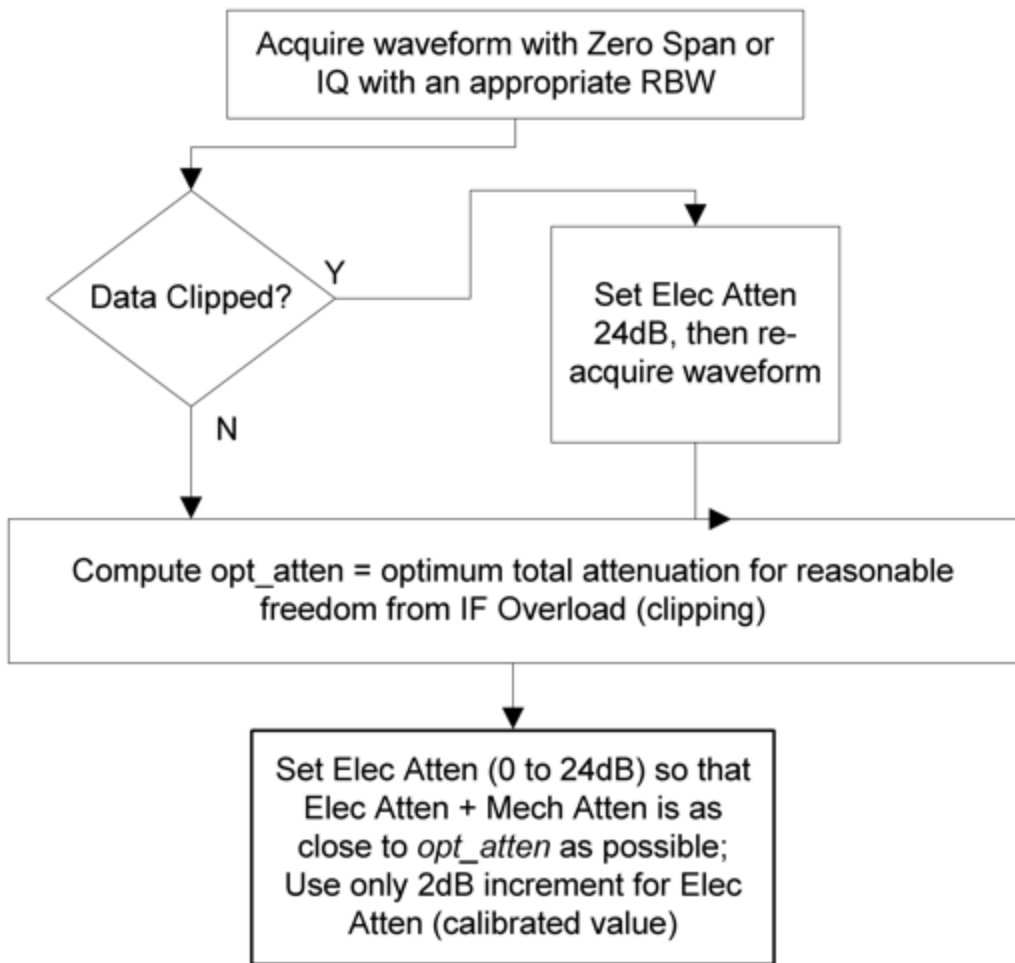 Acquire waveform with Zero Span or
IQ with an appropriate RBW
Data Clipped?
Y
Set Elec Atten
24dB, then re-
acquire waveform
N
Compute opt_atten = optimum total attenuation for reasonable
freedom from IF Overload (clipping)
Set Elec Atten (0 to 24dB) so that
Elec Atten + Mech Atten is as
close to opt_atten as possible;
Use only 2dB increment for Elec
Atten (calibrated value)